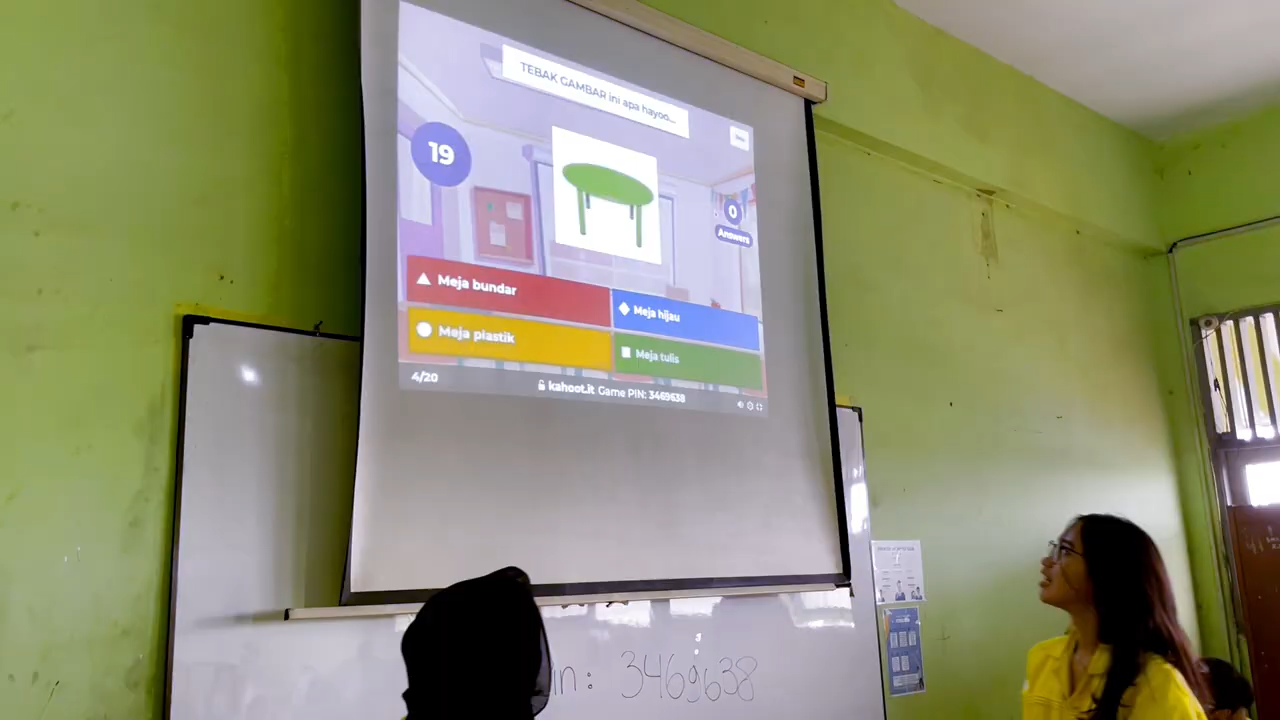 TEBAK GAMBAR ini apa hayoo...
19
0
Answers
Meja bundar
Meja hijau
Meja plastik
Meja tulis
4/20
kahoot.it Game PIN: 3469638
in: 3469638